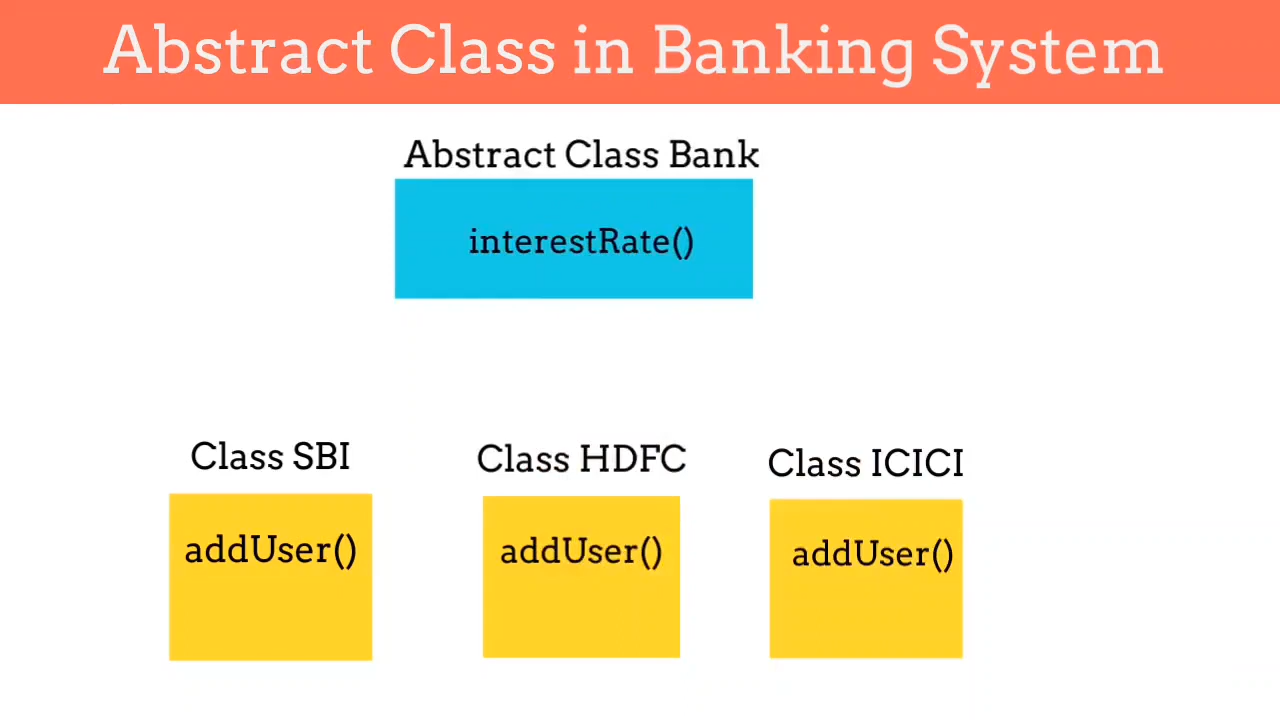 Abstract Class in Banking System
Abstract Class Bank
interestRate()
Class SBI
Class HDFC
Class ICICI
addUser()
addUser()
addUser()